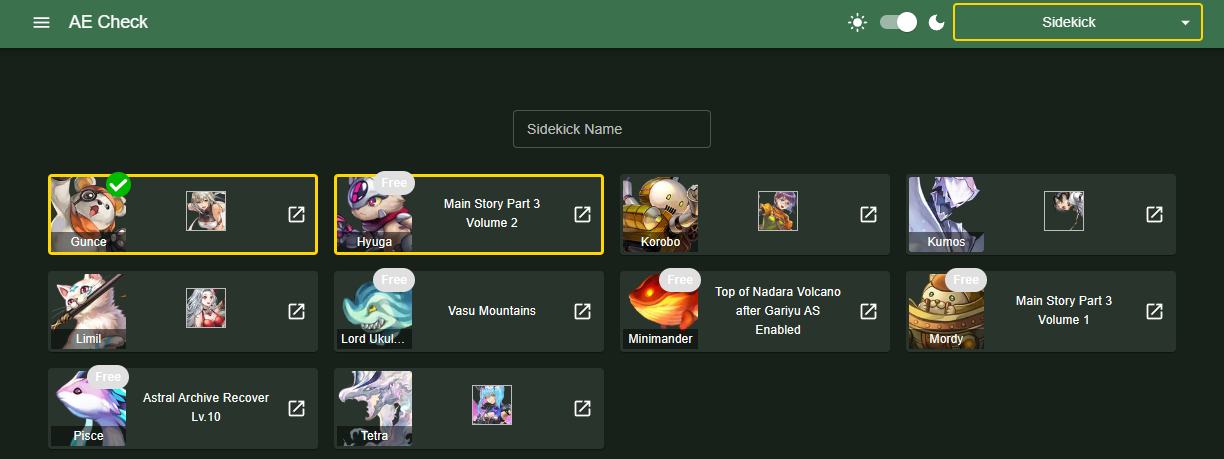 AE Check
Sidekick
Sidekick Name
Gunce
Free
Main Story Part 3
Volume 2
Hyuga
Korobo
Kumos
Limil
Free
Vasu Mountains
Lord Ukul...
Free
Top of Nadara Volcano
after Gariyu AS
Enabled
Minimander
Free
Main Story Part 3
Volume 1
Mordy
Free
Astral Archive Recover
Lv.10
Pisce
Tetra